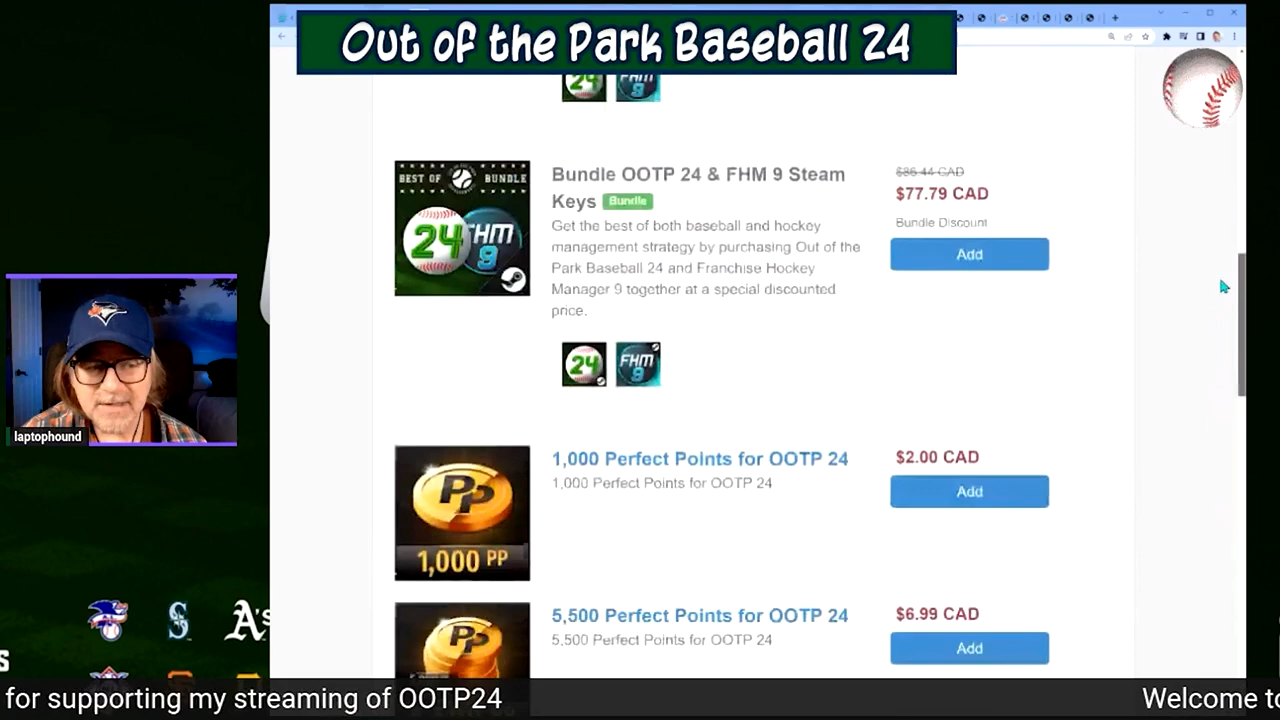 Out of the Park Baseball 24
24
BEST OF BUNDLE
24 FHM 9
Bundle OOTP 24 & FHM 9 Steam
Keys Bundle
Get the best of both baseball and hockey
management strategy by purchasing Out of the
Park Baseball 24 and Franchise Hockey
Manager 9 together at a special discounted
price.
$86.44 CAD
$77.79 CAD
Bundle Discount
Add
24
FHM
9
laptophound
PP
1,000 PP
1,000 Perfect Points for OOTP 24
1,000 Perfect Points for OOTP 24
$2.00 CAD
Add
PP
5,500 Perfect Points for OOTP 24
5,500 Perfect Points for OOTP 24
$6.99 CAD
Add
S
A's
s
for supporting my streaming of OOTP24
Welcome to